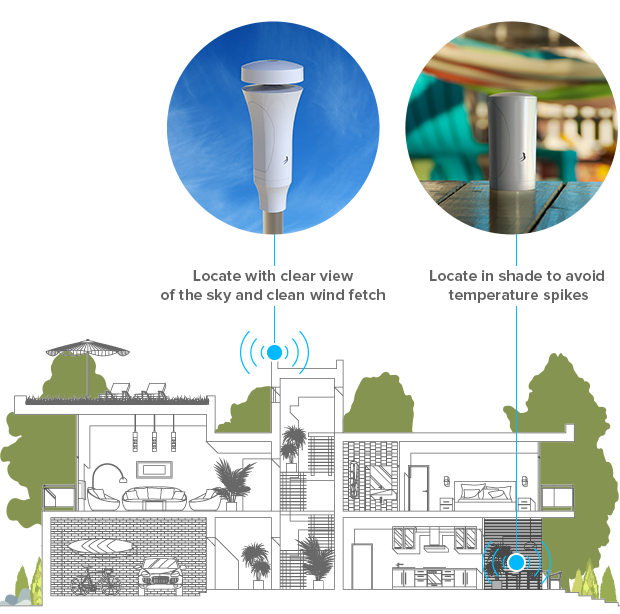 Locate with clear view
of the sky and clean wind fetch
Locate in shade to avoid
temperature spikes